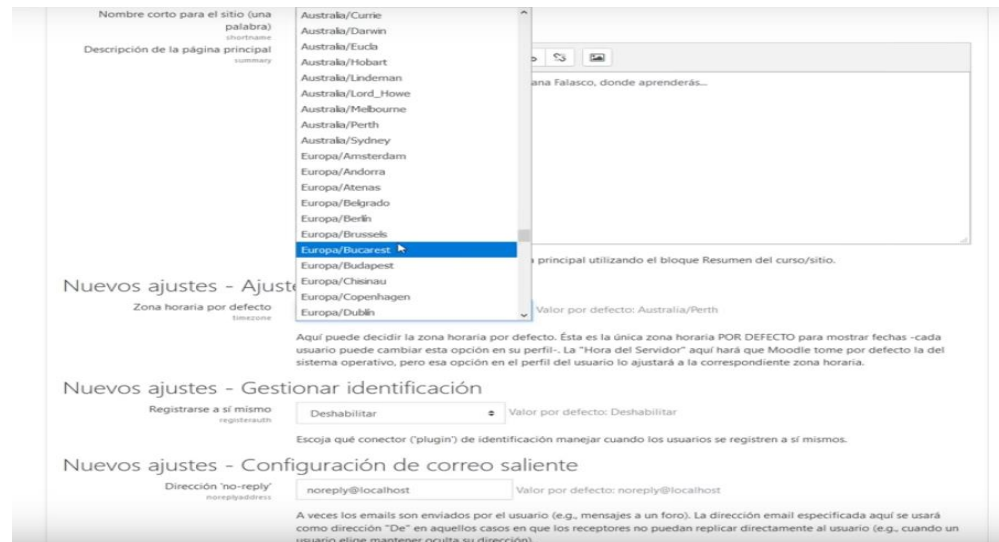 Nombre corto para el sitio (una
palabra)
shortname
Descripción de la página principal
summary
Australia/Currie
Australia/Darwin
Australia/Eucla
Australia/Hobart
Australia/Lindeman
Australia/Lord_Howe
Australia/Melbourne
Australia/Perth
Australia/Sydney
Europa/Amsterdam
Europa/Andorra
Europa/Atenas
Europa/Belgrado
Europa/Berlín
Europa/Brussels
Europa/Bucarest
Europa/Budapest
Europa/Chisinau
Europa/Copenhagen
Europa/Dublín
ana Falasco, donde aprenderás...
principal utilizando el bloque Resumen del curso/sitio.
Nuevos ajustes - Ajust
Zona horaria por defecto
timezone
Valor por defecto: Australia/Perth
Aquí puede decidir la zona horaria por defecto. Ésta es la única zona horaria POR DEFECTO para mostrar fechas -cada
usuario puede cambiar esta opción en su perfil-. La "Hora del Servidor" aquí hará que Moodle tome por defecto la del
sistema operativo, pero esa opción en el perfil del usuario lo ajustará a la correspondiente zona horaria.
Nuevos ajustes - Gestionar identificación
Registrarse a sí mismo
registerauth
Deshabilitar
Valor por defecto: Deshabilitar
Escoja qué conector ('plugin') de identificación manejar cuando los usuarios se registren a sí mismos.
Nuevos ajustes - Configuración de correo saliente
Dirección 'no-reply'
noreplyaddress
noreply@localhost
Valor por defecto: noreply@localhost
A veces los emails son enviados por el usuario (e.g., mensajes a un foro). La dirección email especificada aquí se usará
como dirección "De" en aquellos casos en que los receptores no puedan replicar directamente al usuario (e.g., cuando un
usuario elige mantener oculta su dirección).